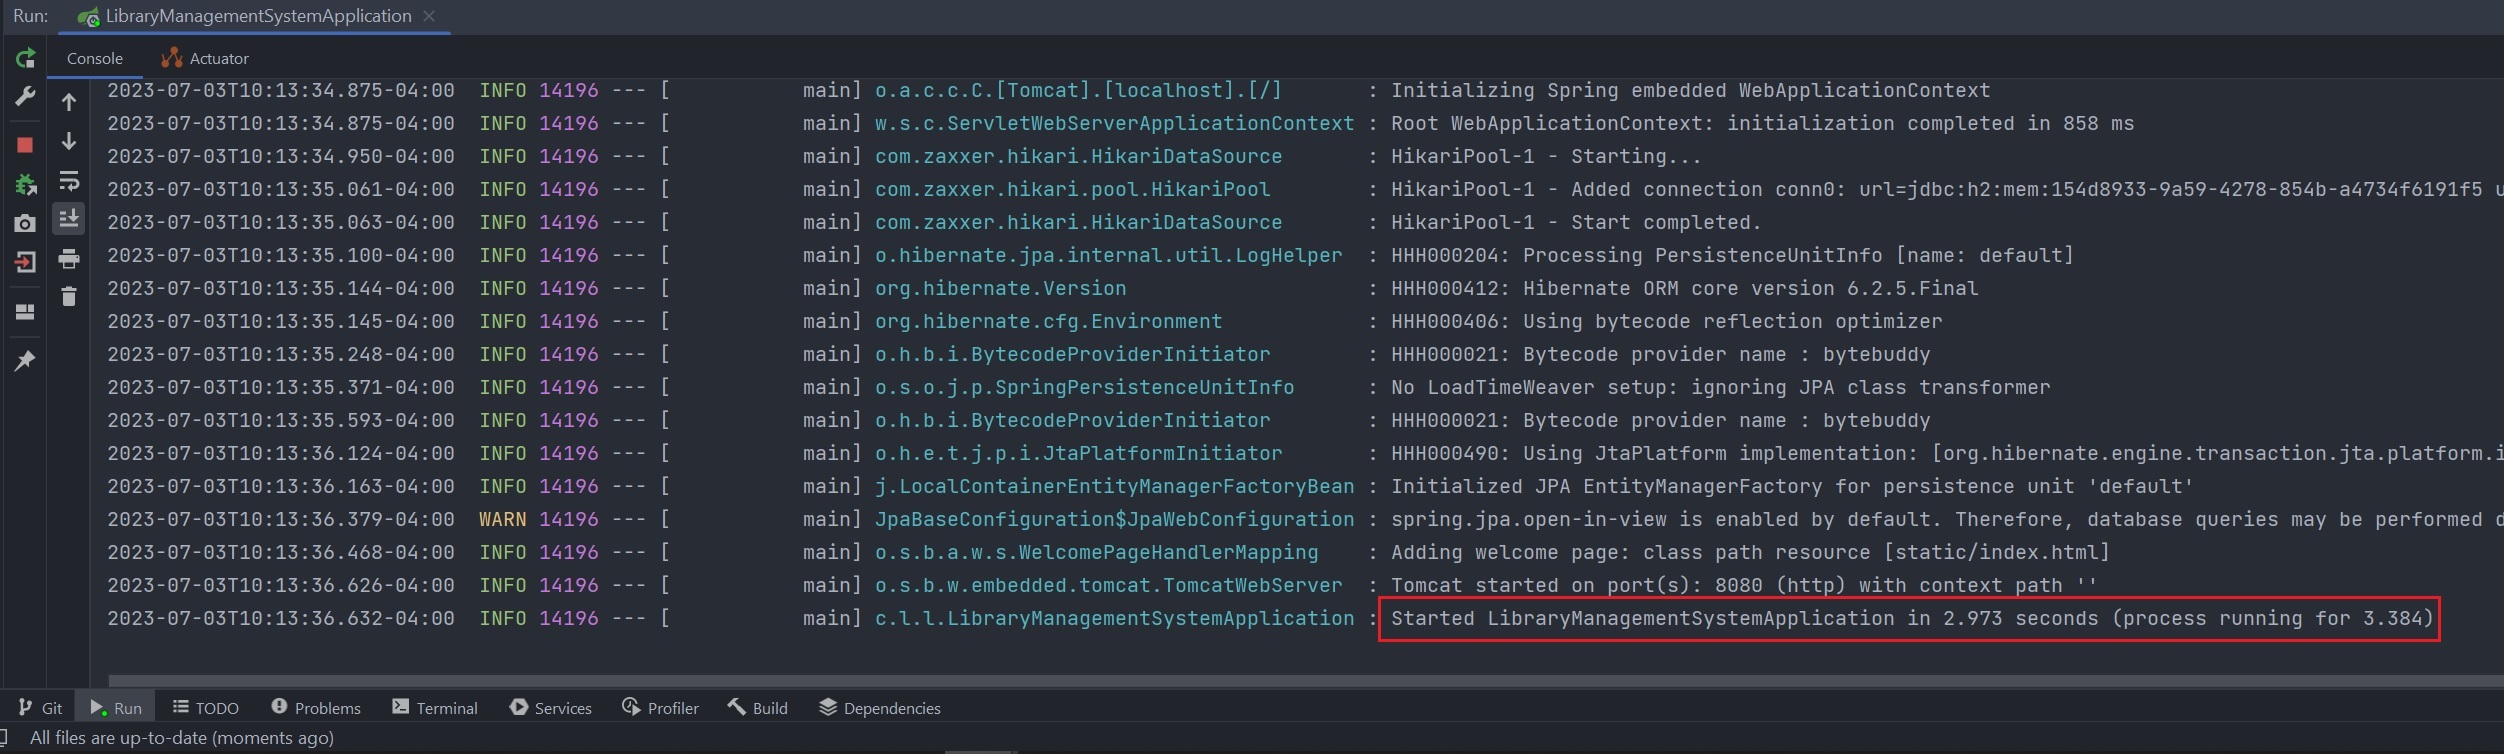 Run: LibraryManagementSystemApplication
Console Actuator
2023-07-03T10:13:34.875-04:00  INFO 14196 --- [           main] o.a.c.c.C.[Tomcat].[localhost].[/]       : Initializing Spring embedded WebApplicationContext
2023-07-03T10:13:34.875-04:00  INFO 14196 --- [           main] w.s.c.ServletWebServerApplicationContext : Root WebApplicationContext: initialization completed in 858 ms
2023-07-03T10:13:34.950-04:00  INFO 14196 --- [           main] com.zaxxer.hikari.HikariDataSource       : HikariPool-1 - Starting...
2023-07-03T10:13:35.061-04:00  INFO 14196 --- [           main] com.zaxxer.hikari.pool.HikariPool        : HikariPool-1 - Added connection conn0: url=jdbc:h2:mem:154d8933-9a59-4278-854b-a4734f6191f5 u
2023-07-03T10:13:35.063-04:00  INFO 14196 --- [           main] com.zaxxer.hikari.HikariDataSource       : HikariPool-1 - Start completed.
2023-07-03T10:13:35.100-04:00  INFO 14196 --- [           main] o.hibernate.jpa.internal.util.LogHelper  : HHH000204: Processing PersistenceUnitInfo [name: default]
2023-07-03T10:13:35.144-04:00  INFO 14196 --- [           main] org.hibernate.Version                    : HHH000412: Hibernate ORM core version 6.2.5.Final
2023-07-03T10:13:35.145-04:00  INFO 14196 --- [           main] org.hibernate.cfg.Environment            : HHH000406: Using bytecode reflection optimizer
2023-07-03T10:13:35.248-04:00  INFO 14196 --- [           main] o.h.b.i.BytecodeProviderInitiator        : HHH000021: Bytecode provider name : bytebuddy
2023-07-03T10:13:35.371-04:00  INFO 14196 --- [           main] o.s.o.j.p.SpringPersistenceUnitInfo      : No LoadTimeWeaver setup: ignoring JPA class transformer
2023-07-03T10:13:35.593-04:00  INFO 14196 --- [           main] o.h.b.i.BytecodeProviderInitiator        : HHH000021: Bytecode provider name : bytebuddy
2023-07-03T10:13:36.124-04:00  INFO 14196 --- [           main] o.h.e.t.j.p.i.JtaPlatformInitiator       : HHH000490: Using JtaPlatform implementation: [org.hibernate.engine.transaction.jta.platform.i
2023-07-03T10:13:36.163-04:00  INFO 14196 --- [           main] j.LocalContainerEntityManagerFactoryBean : Initialized JPA EntityManagerFactory for persistence unit 'default'
2023-07-03T10:13:36.379-04:00  WARN 14196 --- [           main] JpaBaseConfiguration$JpaWebConfiguration : spring.jpa.open-in-view is enabled by default. Therefore, database queries may be performed d
2023-07-03T10:13:36.468-04:00  INFO 14196 --- [           main] o.s.b.a.w.s.WelcomePageHandlerMapping    : Adding welcome page: class path resource [static/index.html]
2023-07-03T10:13:36.626-04:00  INFO 14196 --- [           main] o.s.b.w.embedded.tomcat.TomcatWebServer  : Tomcat started on port(s): 8080 (http) with context path ''
2023-07-03T10:13:36.632-04:00  INFO 14196 --- [           main] c.l.l.LibraryManagementSystemApplication : Started LibraryManagementSystemApplication in 2.973 seconds (process running for 3.384)
Git Run TODO Problems Terminal Services Profiler Build Dependencies
All files are up-to-date (moments ago)